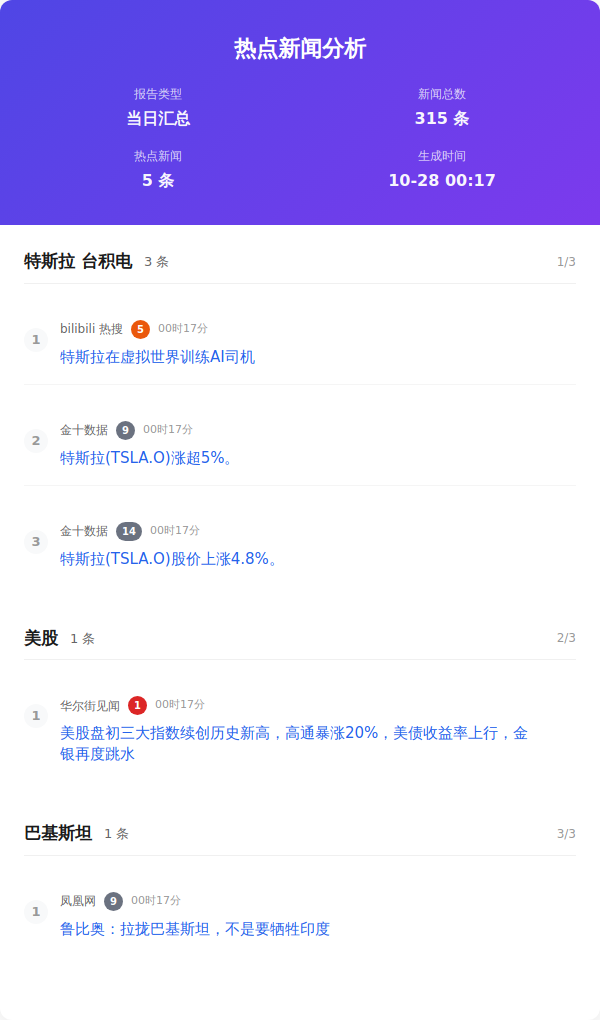 热点新闻分析
报告类型
新闻总数
当日汇总
315 条
热点新闻
生成时间
5 条
10-28 00:17
特斯拉 台积电 3 条 1/3
1
bilibili 热搜 5 00时17分
特斯拉在虚拟世界训练AI司机
2
金十数据 9 00时17分
特斯拉(TSLA.O)涨超5%。
3
金十数据 14 00时17分
特斯拉(TSLA.O)股价上涨4.8%。
美股 1 条 2/3
1
华尔街见闻 1 00时17分
美股盘初三大指数续创历史新高，高通暴涨20%，美债收益率上行，金
银再度跳水
巴基斯坦 1 条 3/3
1
凤凰网 9 00时17分
鲁比奥：拉拢巴基斯坦，不是要牺牲印度